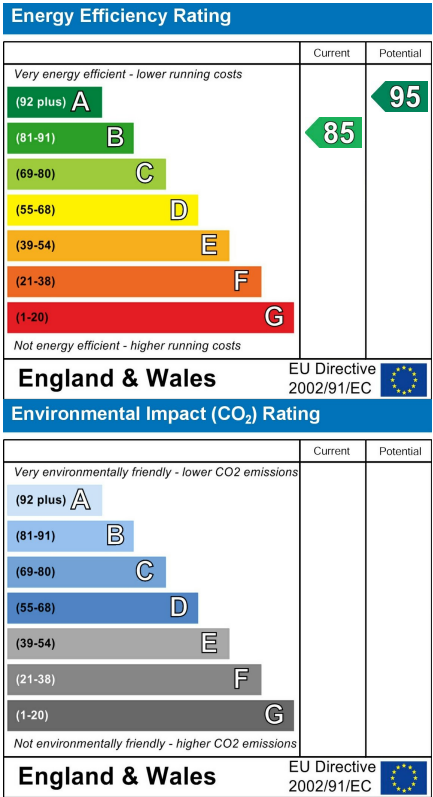 Energy Efficiency Rating
Current Potential
Very energy efficient - lower running costs
(92 plus) A
95
(81-91) B
85
(69-80) C
(55-68) D
(39-54) E
(21-38) F
(1-20) G
Not energy efficient - higher running costs
England & Wales
EU Directive
2002/91/EC
Environmental Impact (CO₂) Rating
Current Potential
Very environmentally friendly - lower CO2 emissions
(92 plus) A
(81-91) B
(69-80) C
(55-68) D
(39-54) E
(21-38) F
(1-20) G
Not environmentally friendly - higher CO2 emissions
England & Wales
EU Directive
2002/91/EC